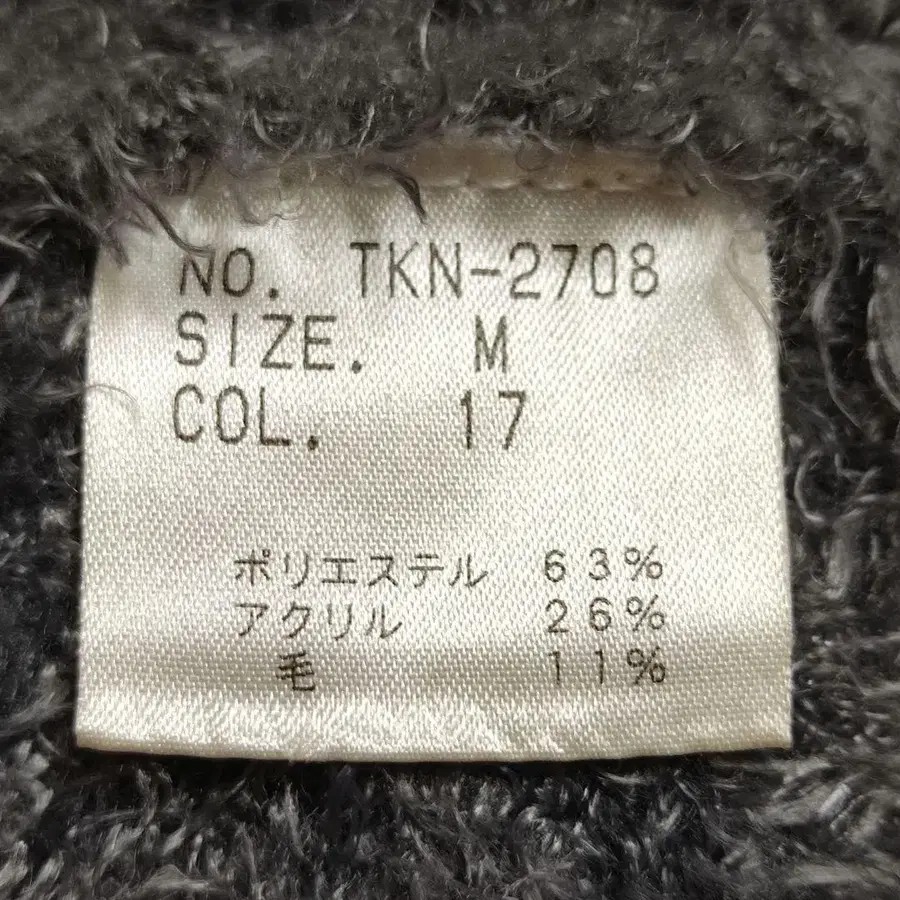 NO. TKN-2708
SIZE. M
COL. 17
ポリエステル 63%
アクリル 26%
毛 11%